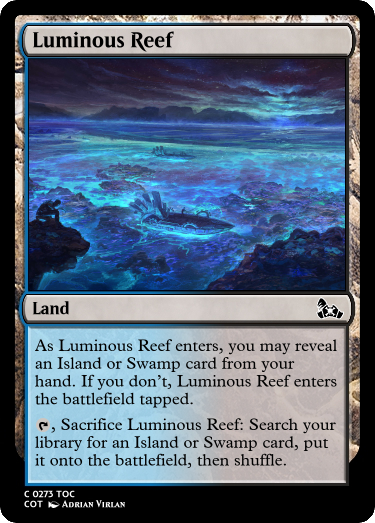 Luminous Reef
Land
As Luminous Reef enters, you may reveal
an Island or Swamp card from your
hand. If you don't, Luminous Reef enters
the battlefield tapped.
, Sacrifice Luminous Reef: Search your
library for an Island or Swamp card, put
it onto the battlefield, then shuffle.
C 0273 TOC
COT Adrian Virlan